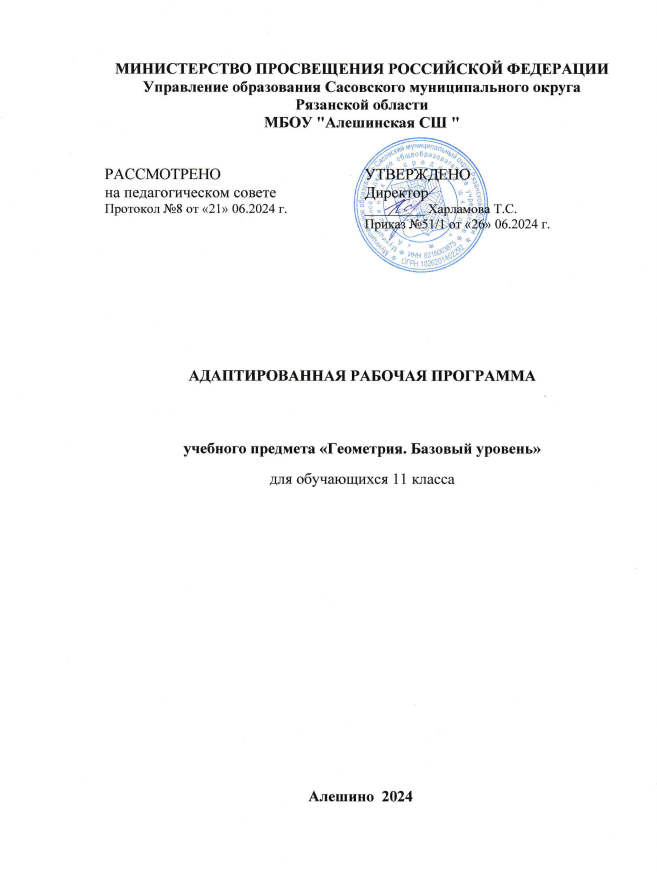 МИНИСТЕРСТВО ПРОСВЕЩЕНИЯ РОССИЙСКОЙ ФЕДЕРАЦИИ
Управление образования Сасовского муниципального округа
Рязанской области
МБОУ "Алешинская СШ "
РАССМОТРЕНО
на педагогическом совете
Протокол №8 от «21» 06.2024 г.
УТВЕРЖДЕНО
Директор
Харламова Т.С.
Приказ №51/1 от «26» 06.2024 г.
АДАПТИРОВАННАЯ РАБОЧАЯ ПРОГРАММА
учебного предмета «Геометрия. Базовый уровень»
для обучающихся 11 класса
Алешино 2024